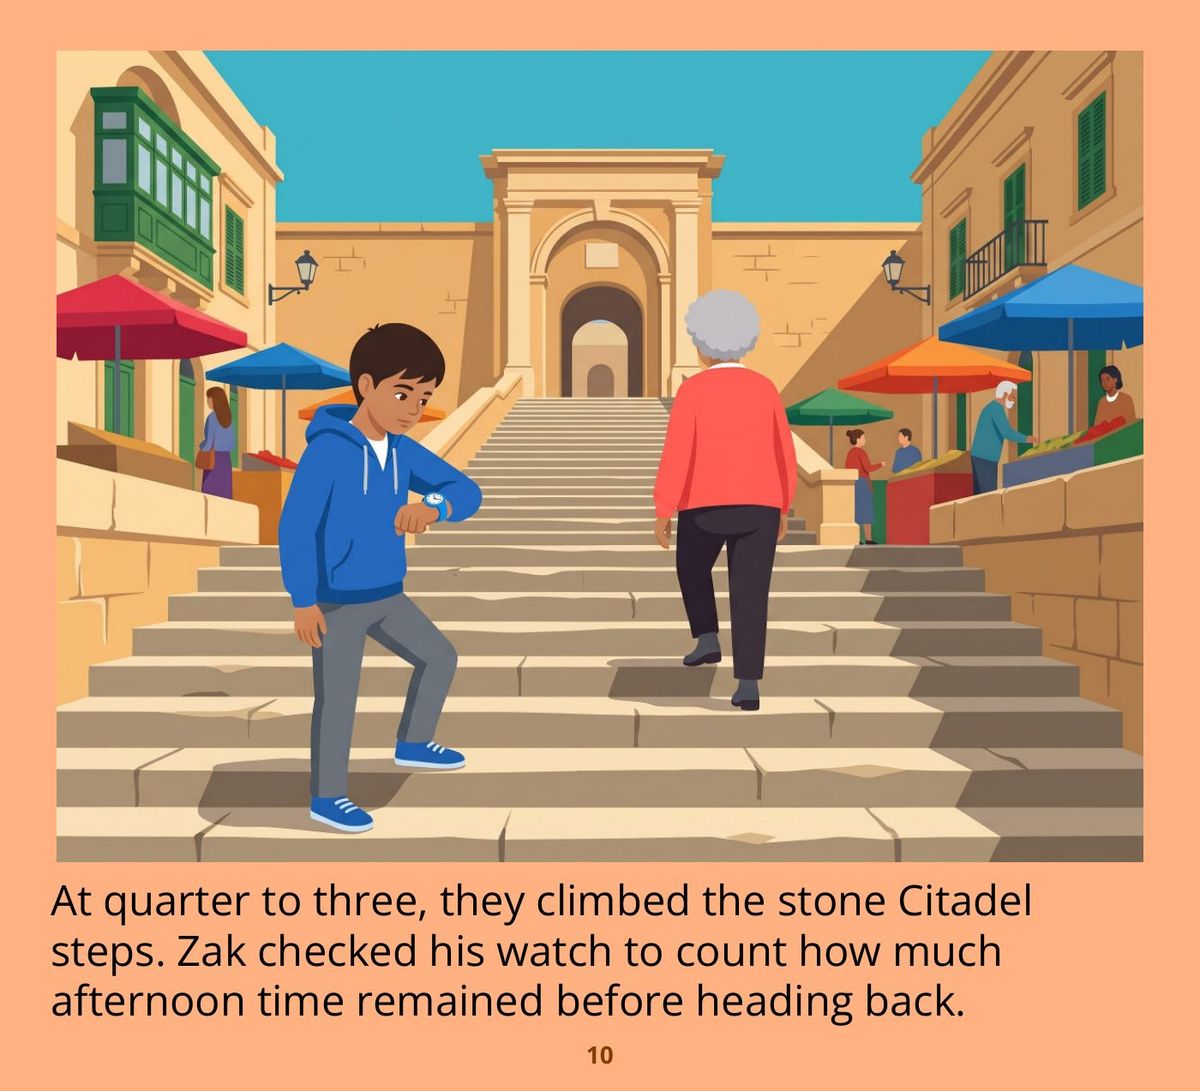 At quarter to three, they climbed the stone Citadel
steps. Zak checked his watch to count how much
afternoon time remained before heading back.
10